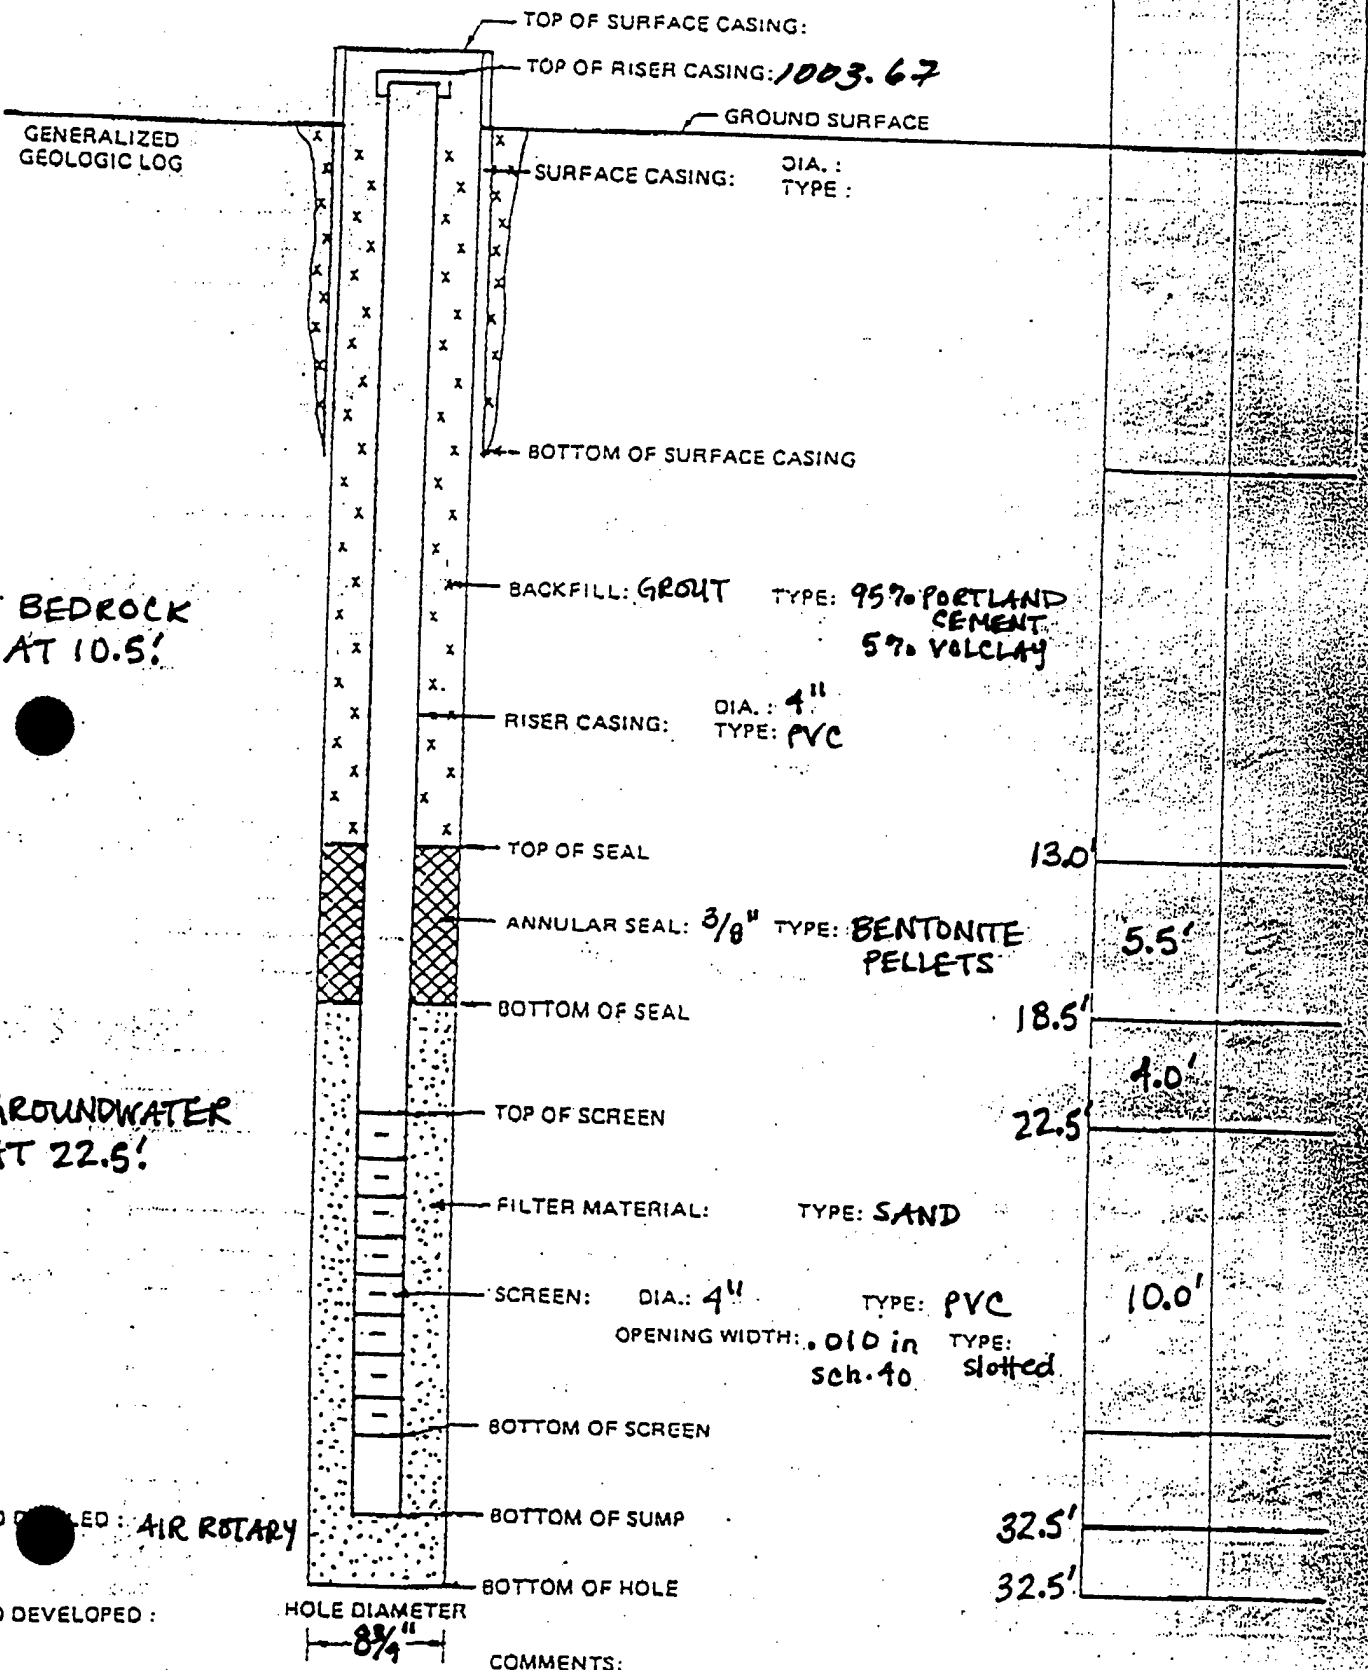 TOP OF SURFACE CASING:
TOP OF RISER CASING: 1003.67
GROUND SURFACE
GENERALIZED
GEOLOGIC LOG
SURFACE CASING: DIA. :
TYPE :
BOTTOM OF SURFACE CASING
BACKFILL: GROUT TYPE: 95% PORTLAND
CEMENT
5% VOLCLAY
BEDROCK
AT 10.5'
RISER CASING: DIA. : 4"
TYPE: PVC
TOP OF SEAL 13.0'
ANNULAR SEAL: 3/8" TYPE: BENTONITE
PELLETS
5.5'
BOTTOM OF SEAL 18.5'
4.0'
GROUNDWATER
AT 22.5'
TOP OF SCREEN 22.5'
FILTER MATERIAL: TYPE: SAND
SCREEN: DIA.: 4" TYPE: PVC
10.0'
OPENING WIDTH: .010 in TYPE:
sch. 40 slotted
BOTTOM OF SCREEN
ED : AIR ROTARY
BOTTOM OF SUMP 32.5'
BOTTOM OF HOLE 32.5'
DEVELOPED :
HOLE DIAMETER
8 3/4"
COMMENTS: